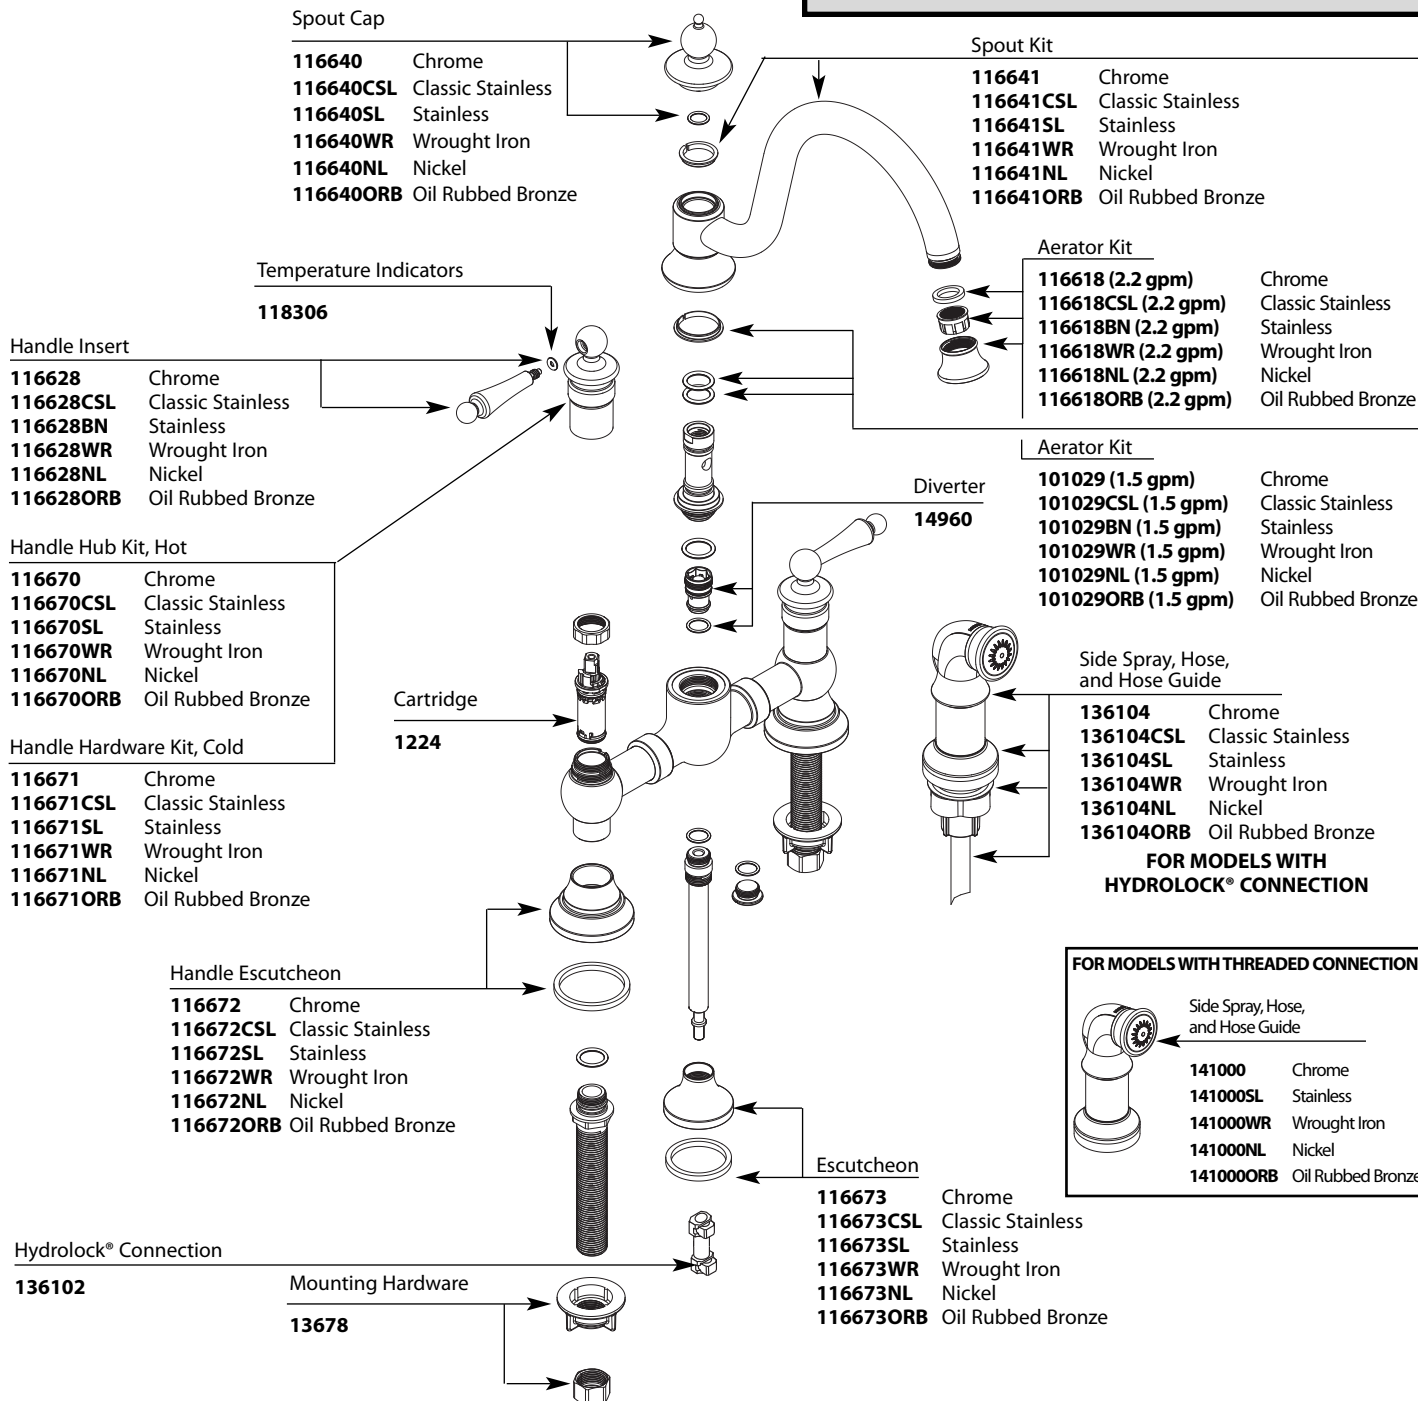 Spout Cap
116640 Chrome
116640CSL Classic Stainless
116640SL Stainless
116640WR Wrought Iron
116640NL Nickel
116640ORB Oil Rubbed Bronze
Spout Kit
116641 Chrome
116641CSL Classic Stainless
116641SL Stainless
116641WR Wrought Iron
116641NL Nickel
116641ORB Oil Rubbed Bronze
Temperature Indicators
118306
Aerator Kit
116618 (2.2 gpm) Chrome
116618CSL (2.2 gpm) Classic Stainless
116618BN (2.2 gpm) Stainless
116618WR (2.2 gpm) Wrought Iron
116618NL (2.2 gpm) Nickel
116618ORB (2.2 gpm) Oil Rubbed Bronze
Handle Insert
116628 Chrome
116628CSL Classic Stainless
116628BN Stainless
116628WR Wrought Iron
116628NL Nickel
116628ORB Oil Rubbed Bronze
Aerator Kit
101029 (1.5 gpm) Chrome
101029CSL (1.5 gpm) Classic Stainless
101029BN (1.5 gpm) Stainless
101029WR (1.5 gpm) Wrought Iron
101029NL (1.5 gpm) Nickel
101029ORB (1.5 gpm) Oil Rubbed Bronze
Diverter
14960
Handle Hub Kit, Hot
116670 Chrome
116670CSL Classic Stainless
116670SL Stainless
116670WR Wrought Iron
116670NL Nickel
116670ORB Oil Rubbed Bronze
Cartridge
1224
Side Spray, Hose,
and Hose Guide
136104 Chrome
136104CSL Classic Stainless
136104SL Stainless
136104WR Wrought Iron
136104NL Nickel
136104ORB Oil Rubbed Bronze
FOR MODELS WITH
HYDROLOCK® CONNECTION
Handle Hardware Kit, Cold
116671 Chrome
116671CSL Classic Stainless
116671SL Stainless
116671WR Wrought Iron
116671NL Nickel
116671ORB Oil Rubbed Bronze
Handle Escutcheon
116672 Chrome
116672CSL Classic Stainless
116672SL Stainless
116672WR Wrought Iron
116672NL Nickel
116672ORB Oil Rubbed Bronze
FOR MODELS WITH THREADED CONNECTION
Side Spray, Hose,
and Hose Guide
141000 Chrome
141000SL Stainless
141000WR Wrought Iron
141000NL Nickel
141000ORB Oil Rubbed Bronze
Escutcheon
116673 Chrome
116673CSL Classic Stainless
116673SL Stainless
116673WR Wrought Iron
116673NL Nickel
116673ORB Oil Rubbed Bronze
Hydrolock® Connection
136102
Mounting Hardware
13678